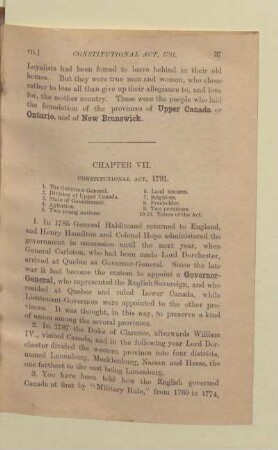 VII.] CONSTITUTIONAL ACT, 1791. 37
Loyalists had been forced to leave behind in their old
homes. But they were true men and women, who chose
rather to lose all than give up their allegiance to, and love
for, the mother country. These were the people who laid
the foundation of the provinces of Upper Canada or
Ontario, and of New Brunswick.
CHAPTER VII.
CONSTITUTIONAL ACT, 1791.
1. The Governor-General.
2. Division of Upper Canada.
3. State of Government.
4. Agitation.
5. Two young nations.
6. Land tenures.
7. Seigniors.
8. Freeholder.
9. Two provinces.
10-13. Terms of the Act.
1. In 1785 General Haldimand returned to England,
and Henry Hamilton and Colonel Hope administered the
government in succession until the next year, when
General Carleton, who had been made Lord Dorchester,
arrived at Quebec as Governor-General. Since the late
war it had become the custom to appoint a Governor-
General, who represented the English Sovereign, and who
resided at Quebec and ruled Lower Canada, while
Lieutenant-Governors were appointed to the other pro-
vinces. It was thought, in this way, to preserve a kind
of union among the several provinces.
2. In 1787 the Duke of Clarence, afterwards William
IV., visited Canada, and in the following year Lord Dor-
chester divided the western province into four districts,
named Lunenburg, Mecklenburg, Nassau and Hesse, the
one farthest to the east being Lunenburg.
3. You have been told how the English governed
Canada at first by "Military Rule," from 1760 to 1774,